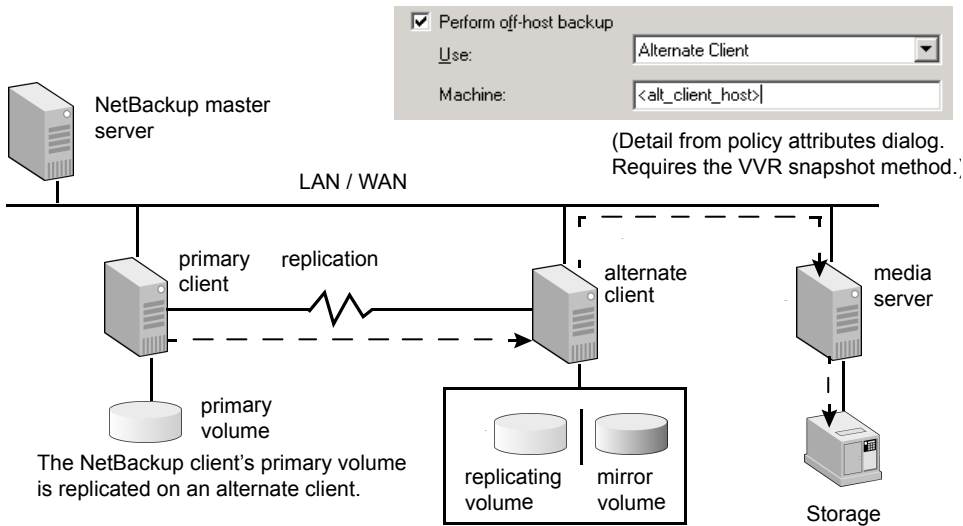 Perform off-host backup
Use:
Alternate Client
Machine:
<alt_client_host>
(Detail from policy attributes dialog.
Requires the VVR snapshot method.)
NetBackup master
server
LAN / WAN
primary
client
replication
alternate
client
media
server
primary
volume
The NetBackup client's primary volume
is replicated on an alternate client.
replicating
volume
mirror
volume
Storage